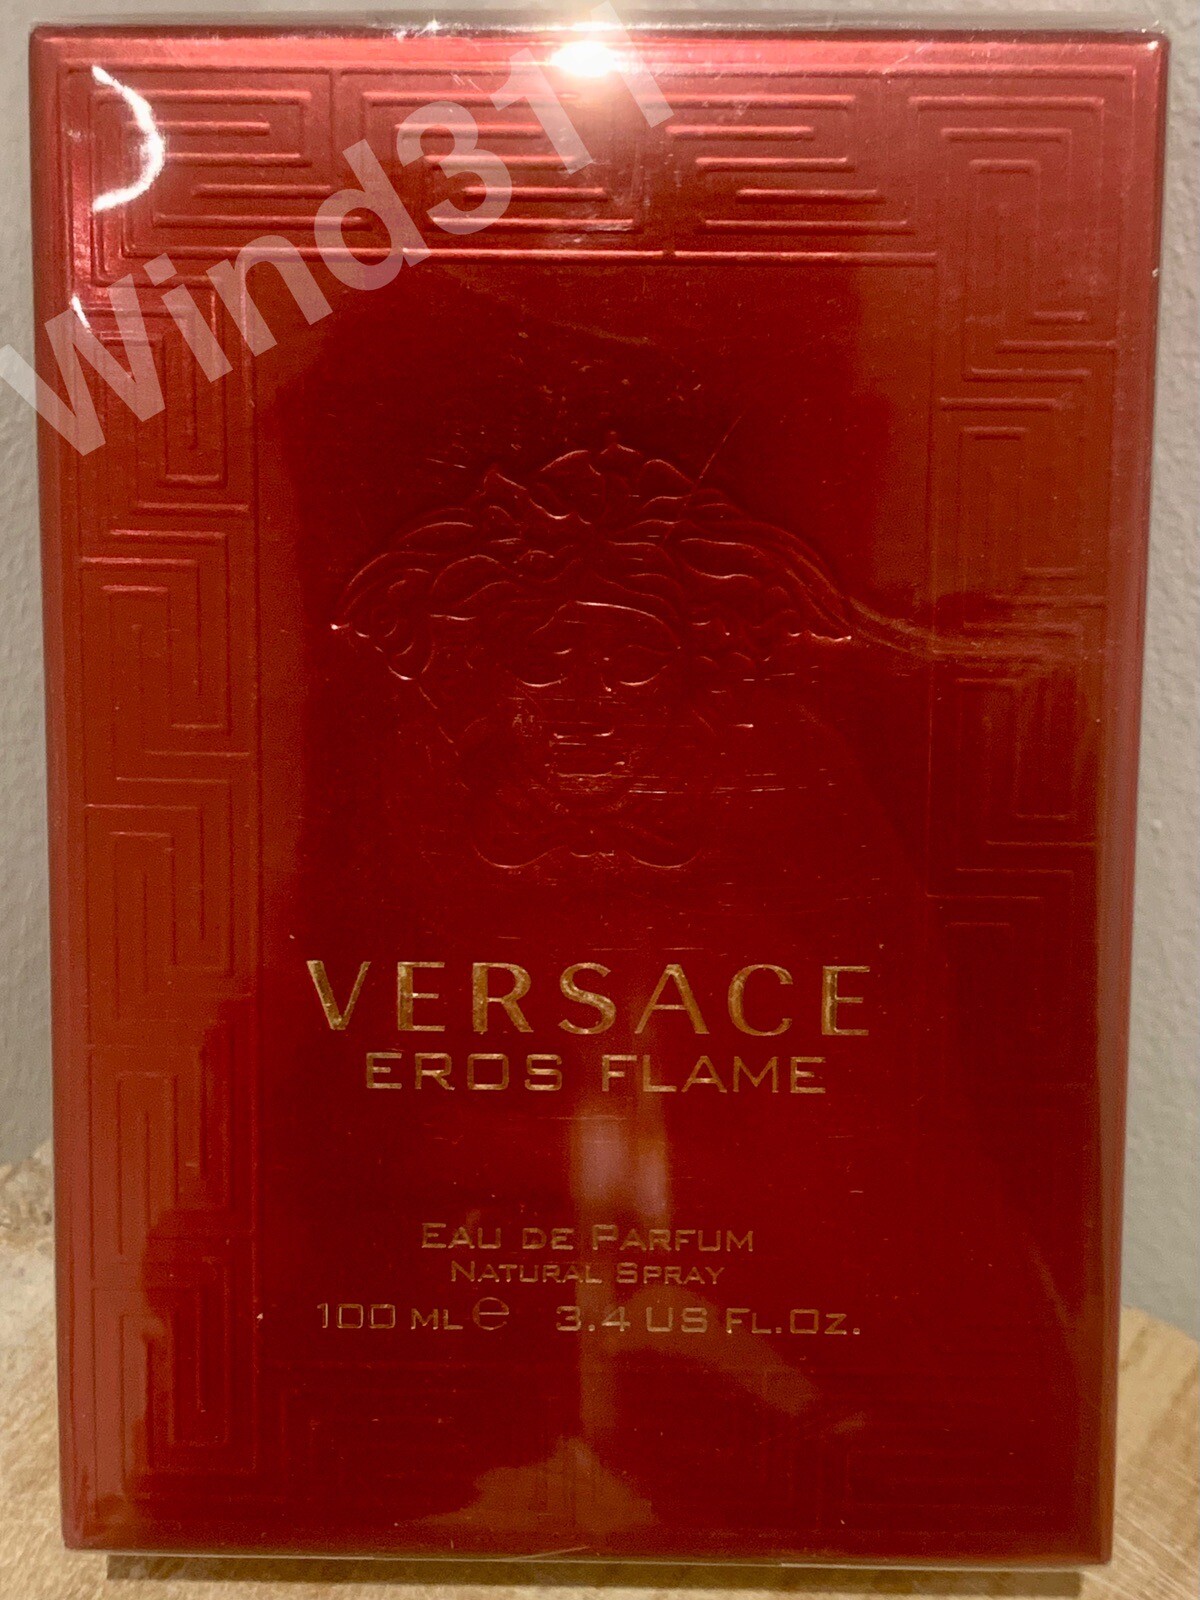 Wind311
VERSACE
EROS FLAME
EAU DE PARFUM
NATURAL SPRAY
100 ML ℮ 3.4 US FL.OZ.